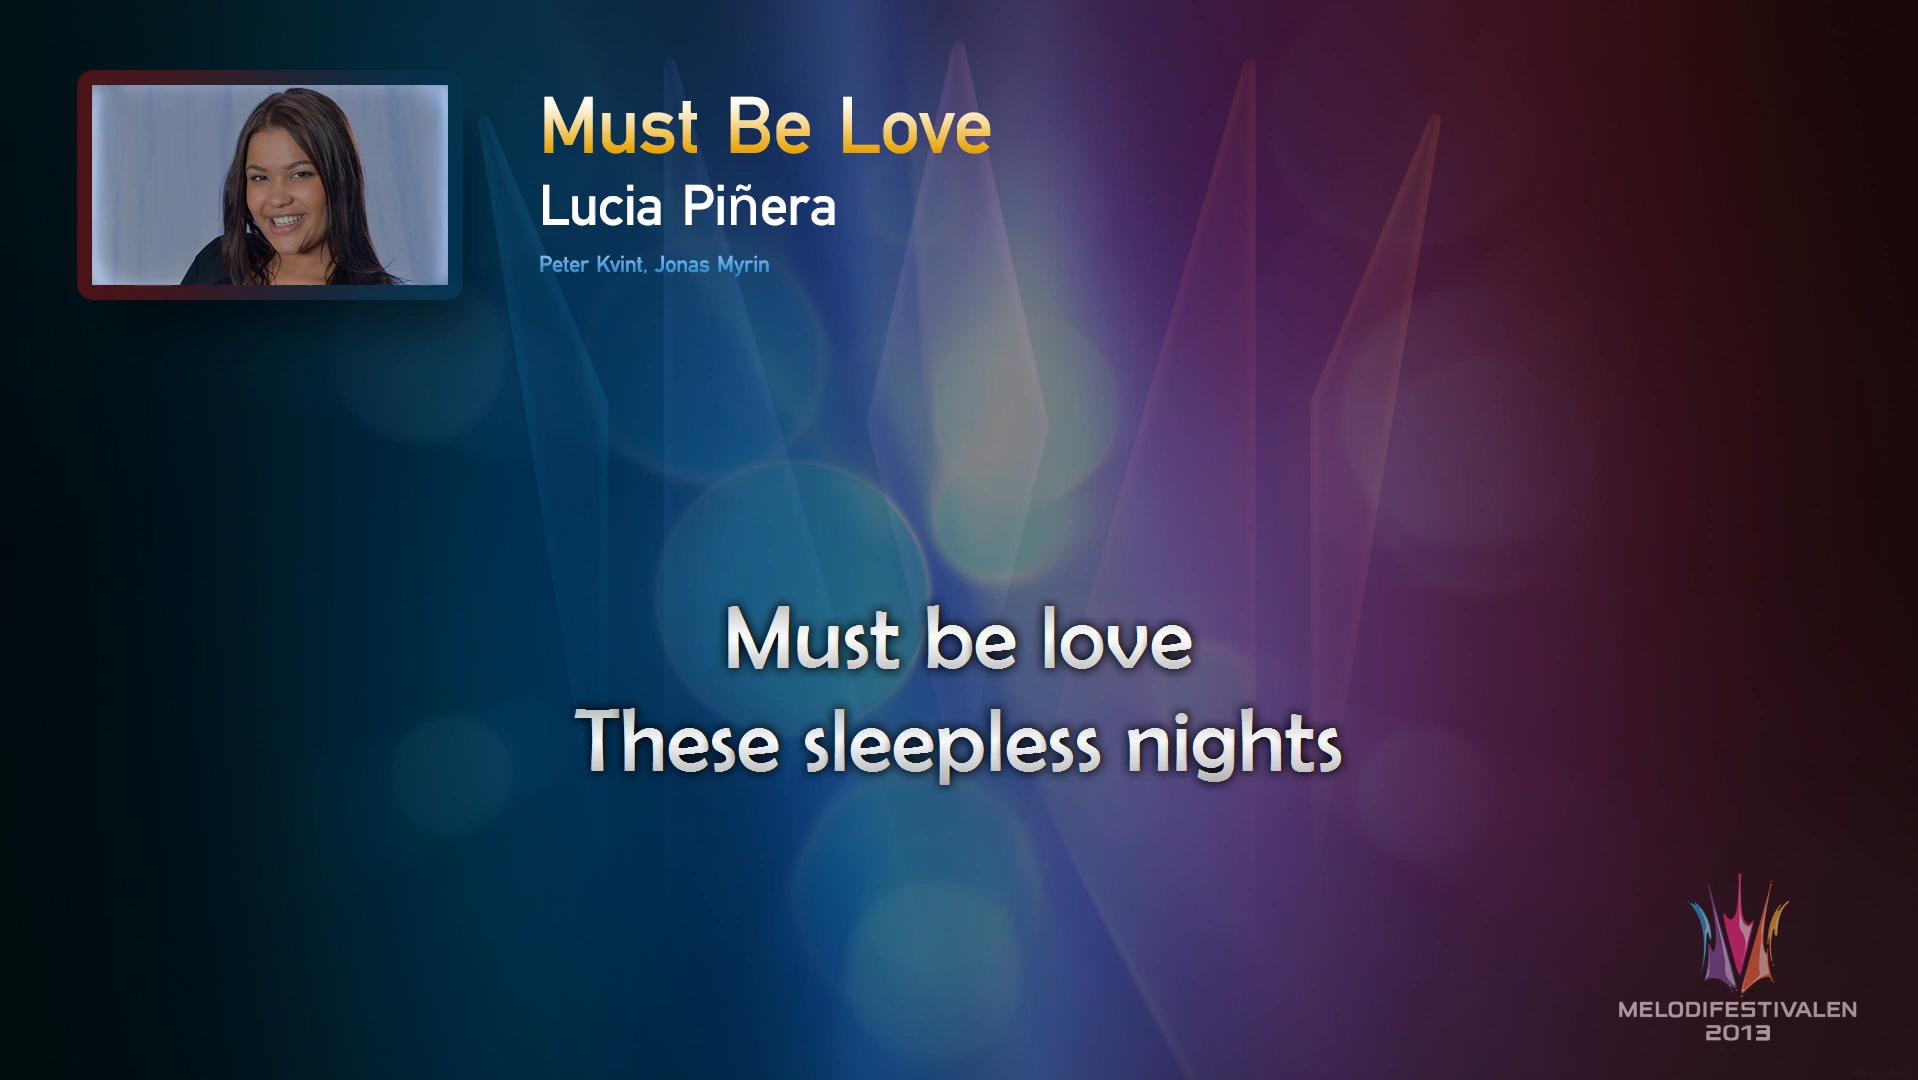 Must Be Love
Lucia Piñera
Peter Kvint, Jonas Myrin
Must be love
These sleepless nights
MELODIFESTIVALEN
2013